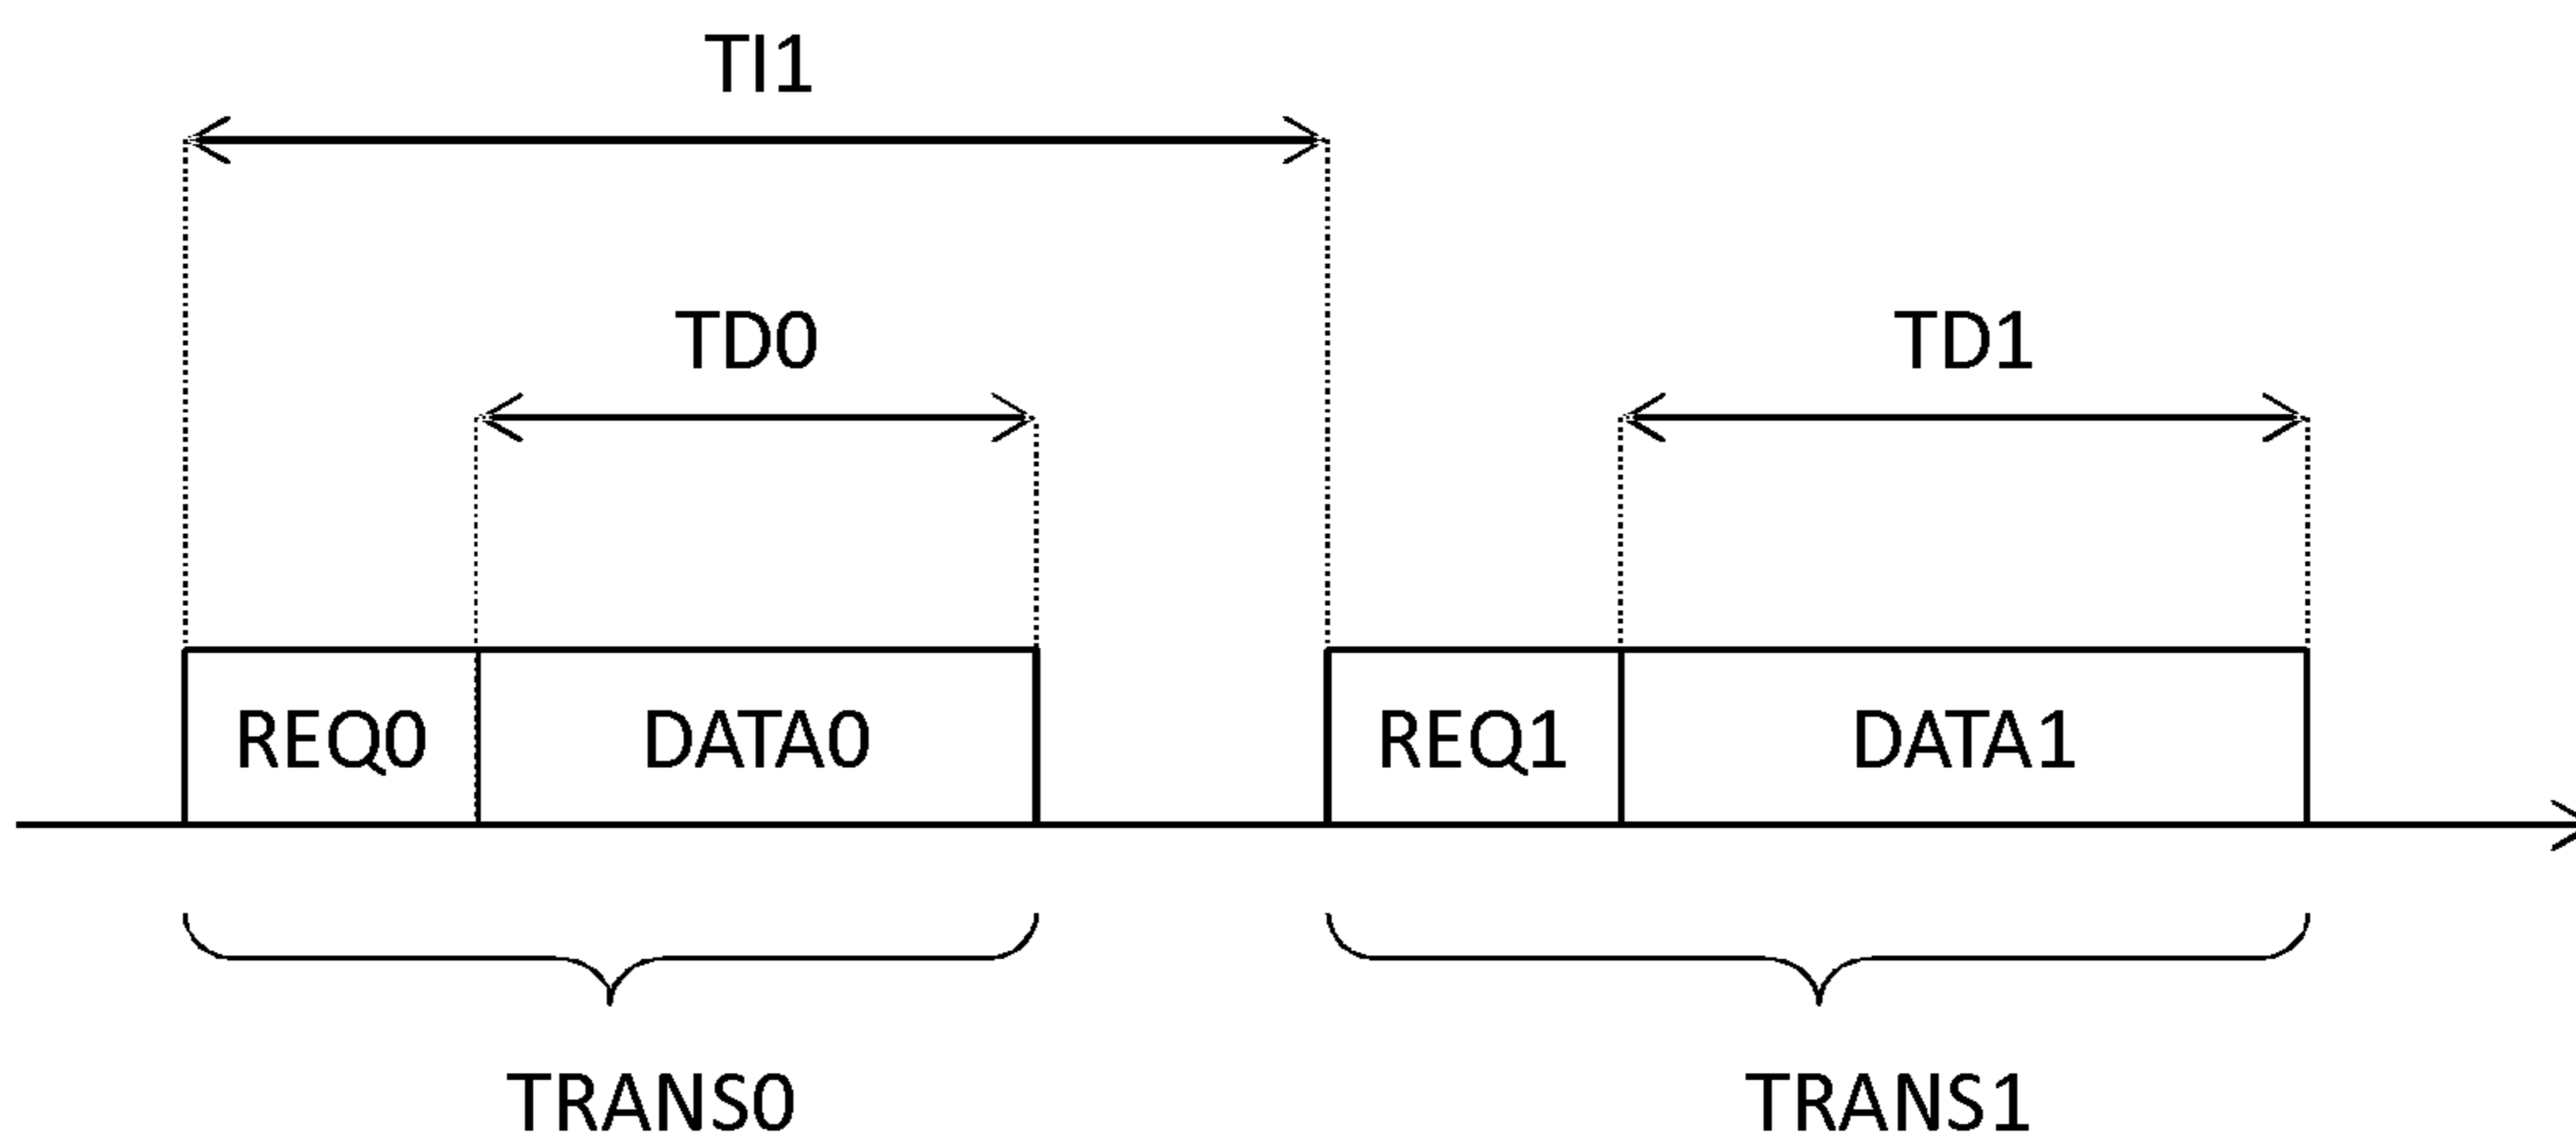 TI1
TD0
TD1
REQ0 DATA0 REQ1 DATA1
TRANS0 TRANS1